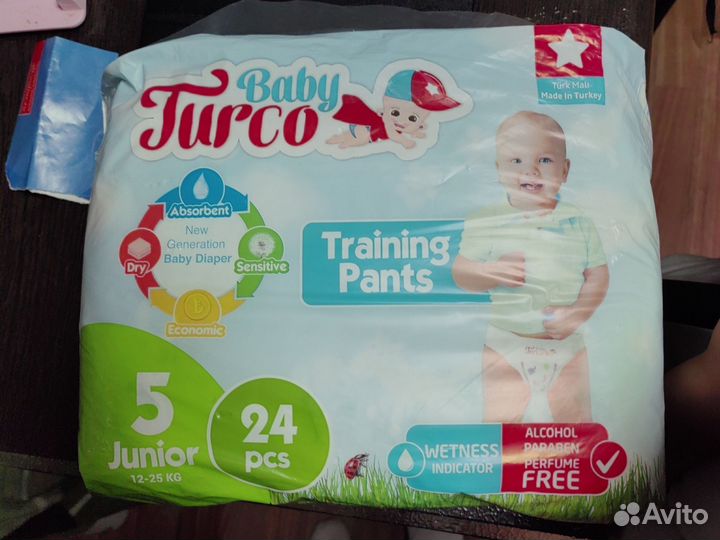 Baby
Turco
Türk Malı
Made In Turkey
Absorbent
New
Generation
Baby Diaper
Dry
Sensitive
Economic
Training
Pants
5
Junior
12-25 KG
24
pcs
WETNESS
INDICATOR
ALCOHOL
PARABEN
PERFUME
FREE
Avito